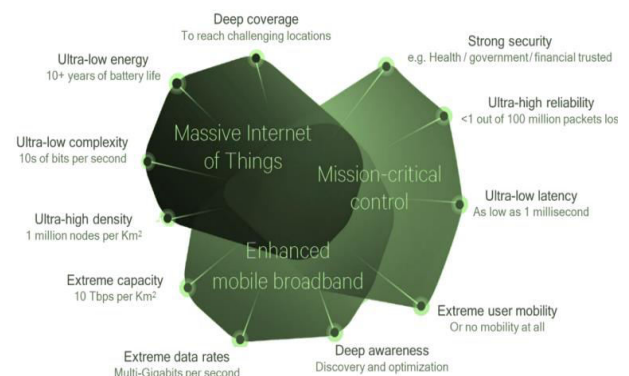 Deep coverage
To reach challenging locations
Ultra-low energy
10+ years of battery life
Ultra-low complexity
10s of bits per second
Ultra-high density
1 million nodes per Km²
Extreme capacity
10 Tbps per Km²
Extreme data rates
Multi-Gigabits per second
Deep awareness
Discovery and optimization
Extreme user mobility
Or no mobility at all
Ultra-low latency
As low as 1 millisecond
Ultra-high reliability
<1 out of 100 million packets los
Strong security
e.g. Health / government / financial trusted
Massive Internet
of Things
Mission-critical
control
Enhanced
mobile broadband